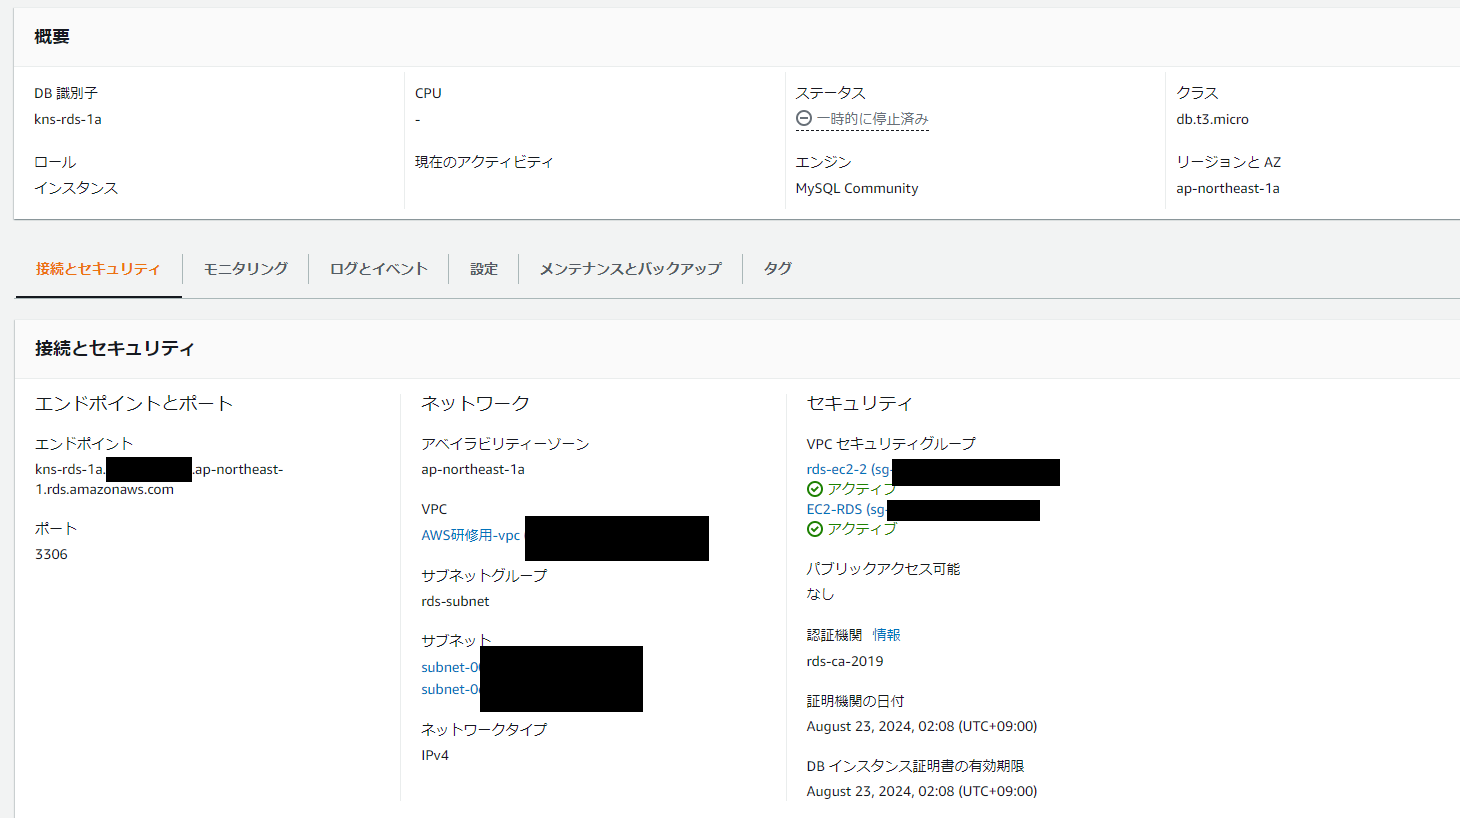 概要
DB 識別子
kns-rds-1a
CPU
-
ステータス
一時的に停止済み
クラス
db.t3.micro
ロール
インスタンス
現在のアクティビティ
エンジン
MySQL Community
リージョンと AZ
ap-northeast-1a
接続とセキュリティ
モニタリング
ログとイベント
設定
メンテナンスとバックアップ
タグ
接続とセキュリティ
エンドポイントとポート
エンドポイント
kns-rds-1a.
.ap-northeast-
1.rds.amazonaws.com
ポート
3306
ネットワーク
アベイラビリティーゾーン
ap-northeast-1a
VPC
AWS研修用-vpc
サブネットグループ
rds-subnet
サブネット
subnet-0
subnet-0
ネットワークタイプ
IPv4
セキュリティ
VPC セキュリティグループ
rds-ec2-2 (sg-
アクティブ
EC2-RDS (sg-
アクティブ
パブリックアクセス可能
なし
認証機関 情報
rds-ca-2019
証明機関の日付
August 23, 2024, 02:08 (UTC+09:00)
DB インスタンス証明書の有効期限
August 23, 2024, 02:08 (UTC+09:00)